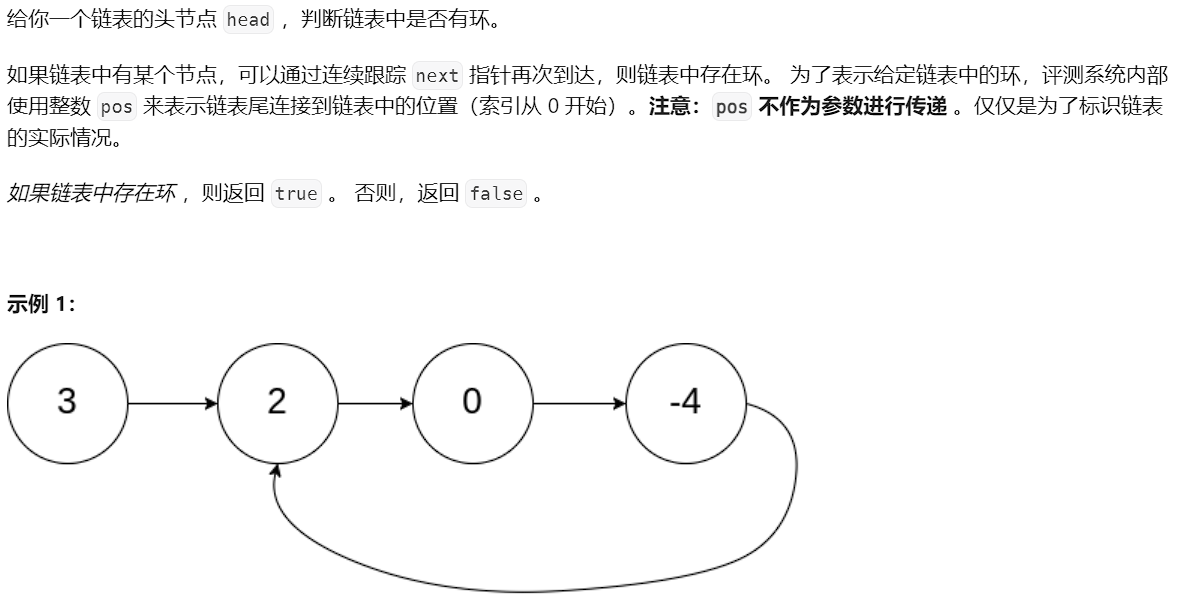 给你一个链表的头节点 head ，判断链表中是否有环。
如果链表中有某个节点，可以通过连续跟踪 next 指针再次到达，则链表中存在环。 为了表示给定链表中的环，评测系统内部
使用整数 pos 来表示链表尾连接到链表中的位置（索引从 0 开始）。注意：pos 不作为参数进行传递 。仅仅是为了标识链表
的实际情况。
如果链表中存在环 ，则返回 true 。 否则，返回 false 。
示例 1：
3 2 0 -4